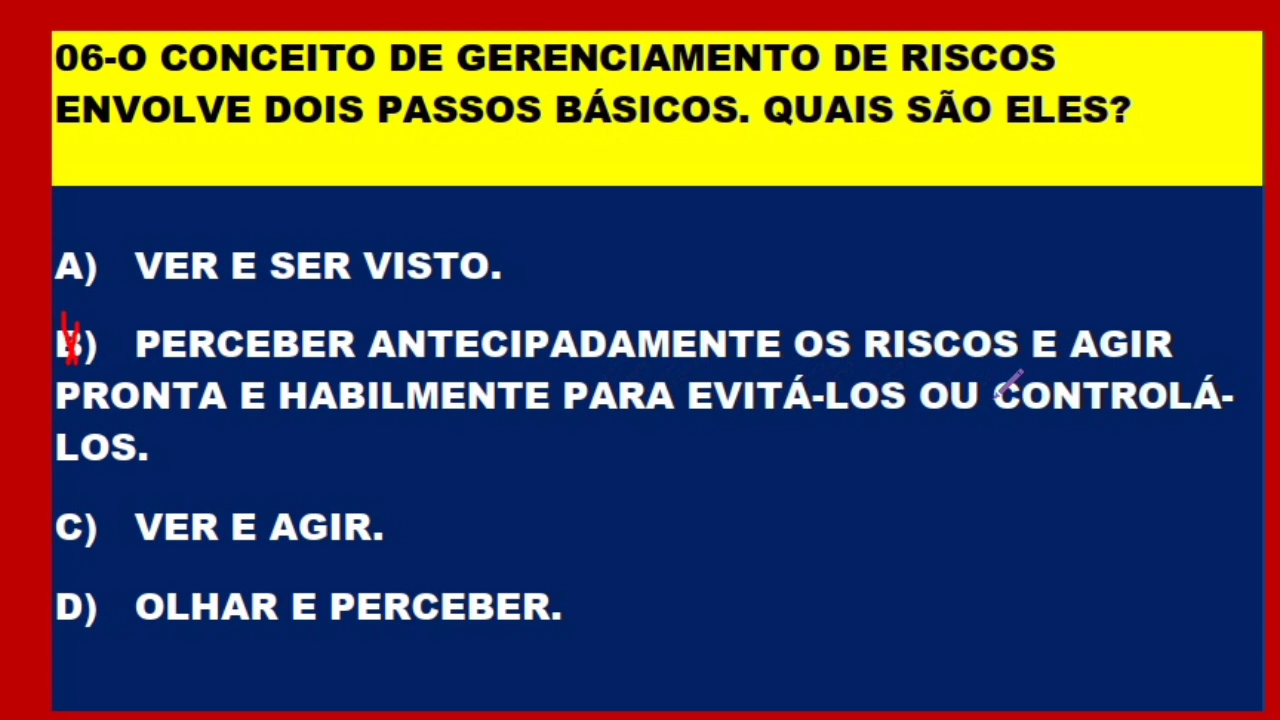 06-O CONCEITO DE GERENCIAMENTO DE RISCOS
ENVOLVE DOIS PASSOS BÁSICOS. QUAIS SÃO ELES?
A) VER E SER VISTO.
B) PERCEBER ANTECIPADAMENTE OS RISCOS E AGIR
PRONTA E HABILMENTE PARA EVITÁ-LOS OU CONTROLÁ-
LOS.
C) VER E AGIR.
D) OLHAR E PERCEBER.